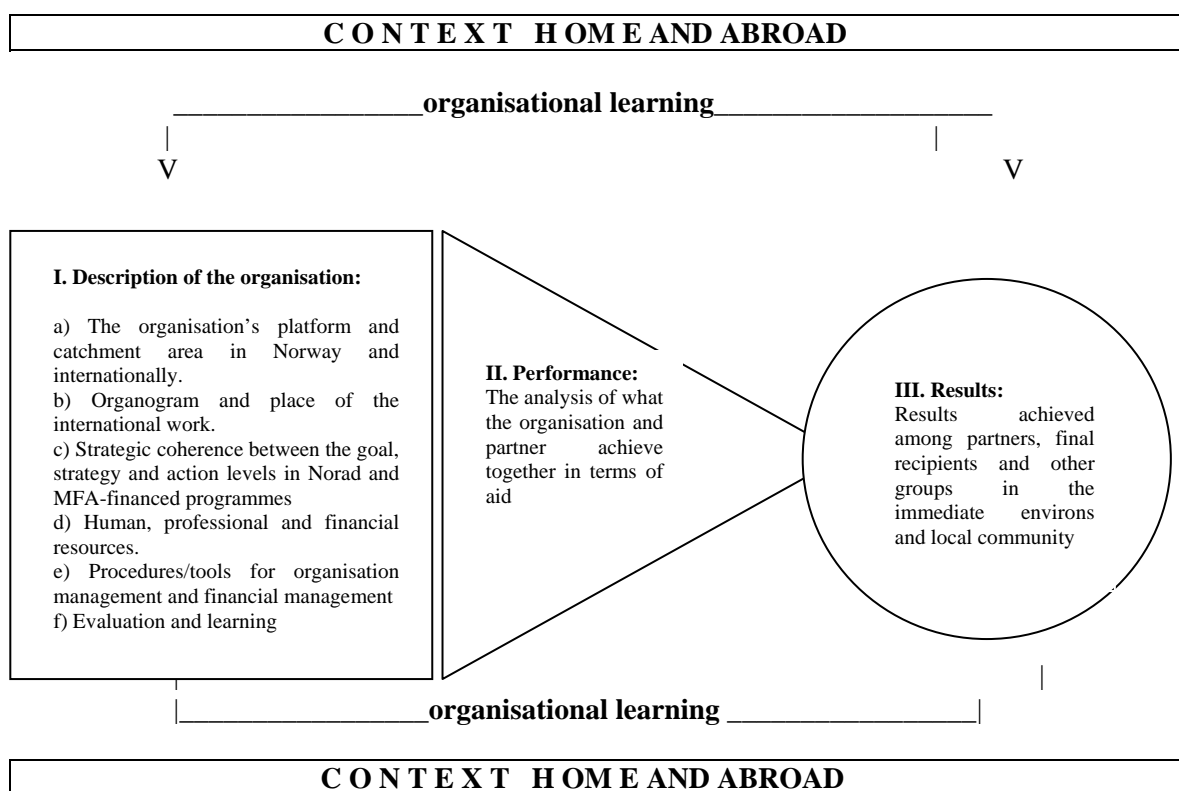 C O N T E X T   H OM E AND ABROAD
__________________organisational learning____________________
|   |
V   V
I. Description of the organisation:
a) The organisation’s platform and
catchment area in Norway and
internationally.
b) Organogram and place of the
international work.
c) Strategic coherence between the goal,
strategy and action levels in Norad and
MFA-financed programmes
d) Human, professional and financial
resources.
e) Procedures/tools for organisation
management and financial management
f) Evaluation and learning
II. Performance:
The analysis of what
the organisation and
partner achieve
together in terms of
aid
III. Results:
Results achieved
among partners, final
recipients and other
groups in the
immediate environs
and local community
|   |
|__________________organisational learning __________________|
C O N T E X T   H OM E AND ABROAD